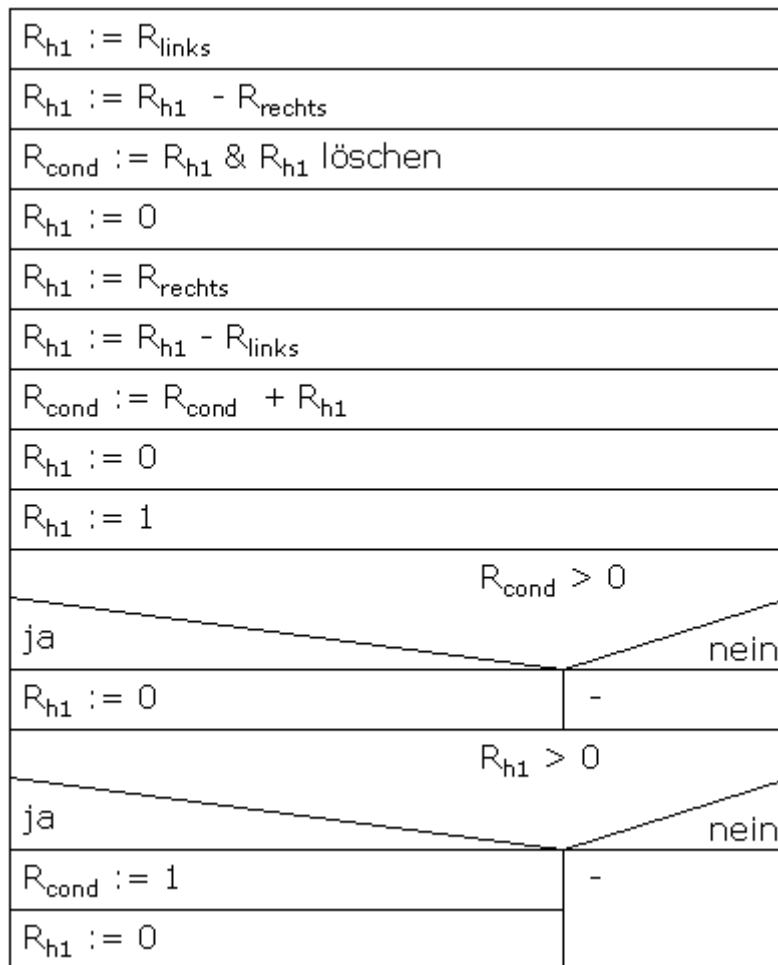 R_h1 := R_links
R_h1 := R_h1 - R_rechts
R_cond := R_h1 & R_h1 löschen
R_h1 := 0
R_h1 := R_rechts
R_h1 := R_h1 - R_links
R_cond := R_cond + R_h1
R_h1 := 0
R_h1 := 1
R_cond > 0
ja nein
R_h1 := 0 -
R_h1 > 0
ja nein
R_cond := 1 -
R_h1 := 0